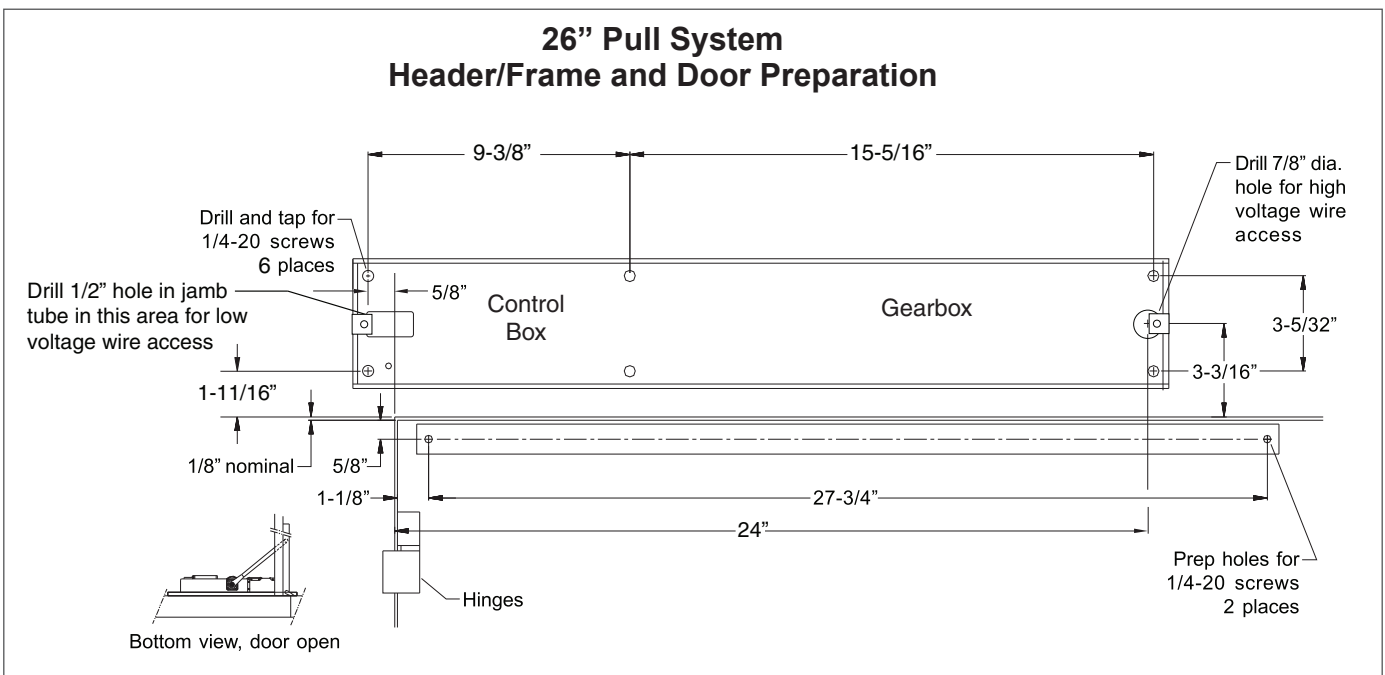 26” Pull System
Header/Frame and Door Preparation
9-3/8”
15-5/16”
Drill 7/8” dia.
hole for high
voltage wire
access
Drill and tap for
1/4-20 screws
6 places
Drill 1/2” hole in jamb
tube in this area for low
voltage wire access
5/8”
Control
Box
Gearbox
3-5/32”
3-3/16”
1-11/16”
1/8” nominal
5/8”
1-1/8”
27-3/4”
24”
Prep holes for
1/4-20 screws
2 places
Hinges
Bottom view, door open